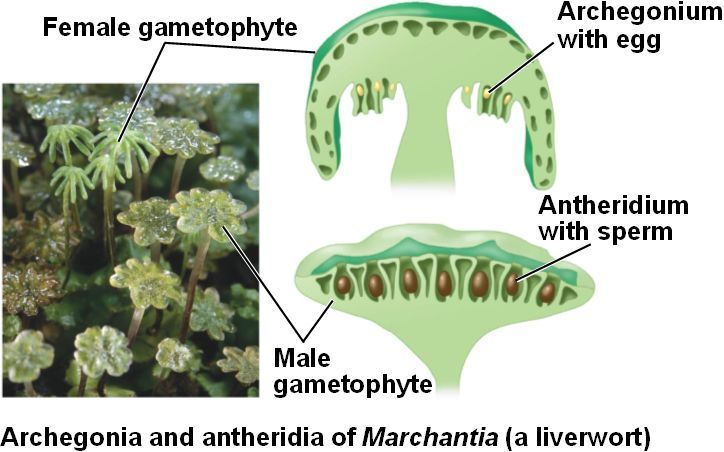 Female gametophyte
Archegonium
with egg
Antheridium
with sperm
Male
gametophyte
Archegonia and antheridia of Marchantia (a liverwort)